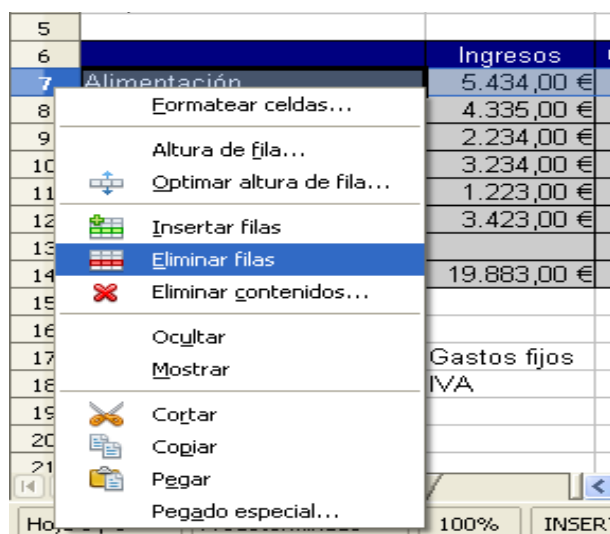 5
6 Ingresos
7 Alimentación 5.434,00 €
Formatear celdas...
8 4.335,00 €
9 2.234,00 €
Altura de fila...
10 3.234,00 €
Optimar altura de fila...
11 1.223,00 €
12 3.423,00 €
Insertar filas
13
Eliminar filas
14 19.883,00 €
Eliminar contenidos...
15
16
Ocultar
17 Gastos fijos
Mostrar
18 IVA
19
Cortar
20
Copiar
21
Pegar
Pegado especial...
100% INSERT